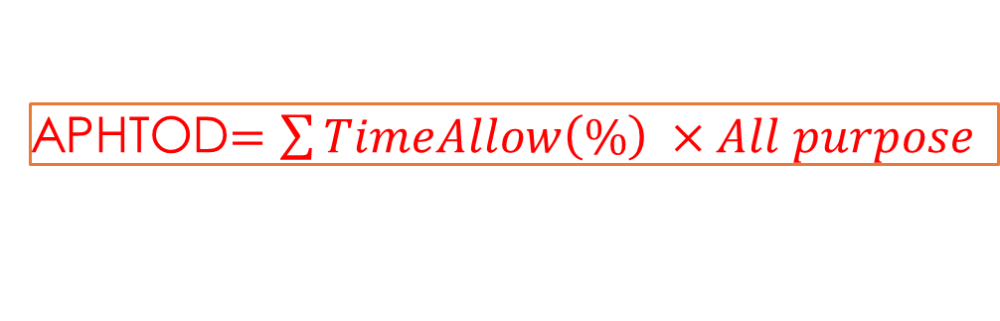 APHTOD= ∑ TimeAllow(%) × All purpose